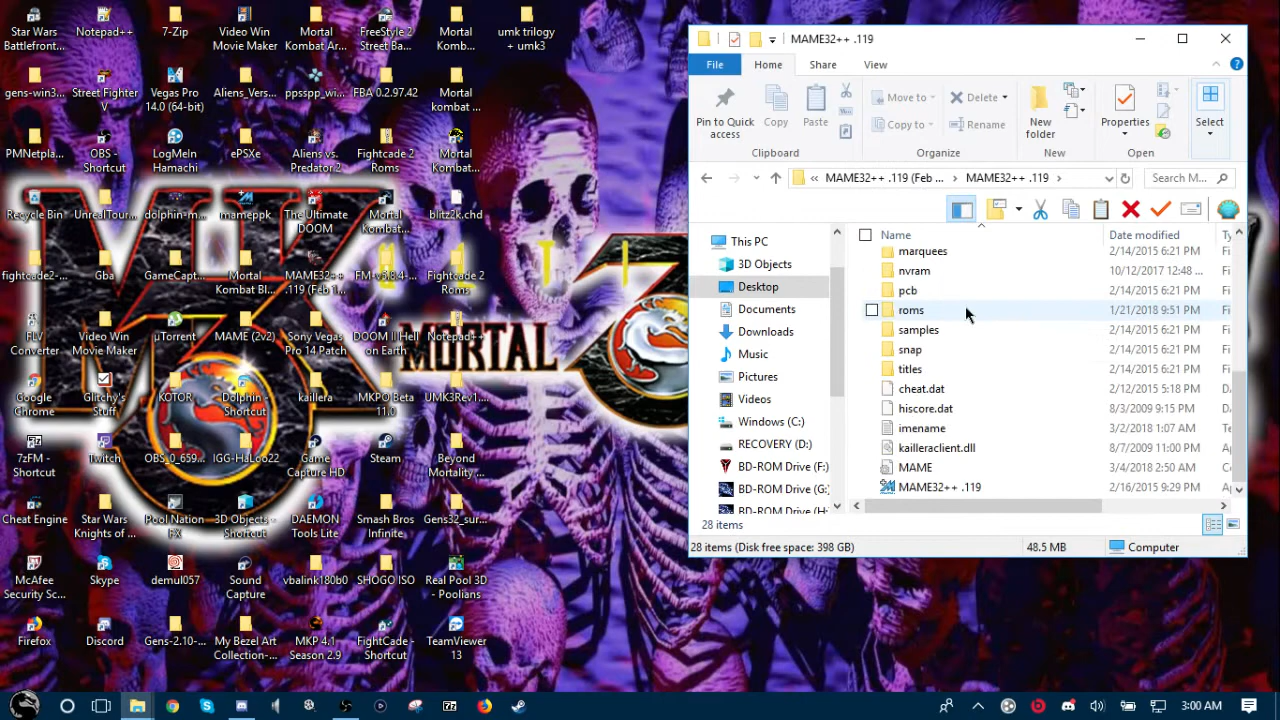 Star Wars
Battlefront...
Notepad++
7-Zip
Video Win
Movie Maker
Mortal
Kombat Ar...
FreeStyle 2
Street Ba...
Mortal
Komb...
umk trilogy
+ umk3
gens-win3...
Street Fighter
V
Vegas Pro
14.0 (64-bit)
Aliens_Vers...
ppsspp_wi...
FBA 0.2.97.42
Mortal
kombat ...
PMNetpla...
OBS -
Shortcut
LogMeIn
Hamachi
ePSXe
Aliens vs.
Predator 2
Fightcade 2
Roms
Mortal
Kombat...
Recycle Bin
UnrealTour...
dolphin-m...
mameppk
The Ultimate
DOOM
Mortal
Kombat...
blitz2k.chd
fightcade2-...
Gba
GameCapt...
Mortal
Kombat Bl...
MAME32++
.119 (Feb 1...
FM-v3.8.4-...
Fightcade 2
Roms
FLV
Converter
Video Win
Movie Maker
µTorrent
MAME (2v2)
Sony Vegas
Pro 14 Patch
DOOM II Hell
on Earth
Notepad++
MORTAL
Google
Chrome
Glitchy's
Stuff
KOTOR
Dolphin -
Shortcut
kaillera
MKPO Beta
11.0
UMK3Rev1...
7zFM -
Shortcut
Twitch
OBS_0_659...
IGG-HaLoo22
Game
Capture HD
Steam
Beyond
Mortality ...
Cheat Engine
Star Wars
Knights of ...
Pool Nation
FX
3D Objects -
Shortcut
DAEMON
Tools Lite
Smash Bros
Infinite
Gens32_sur...
McAfee
Security Sc...
Skype
demul057
Sound
Capture
vbalink180b0
SHOGO ISO
Real Pool 3D
- Poolians
Firefox
Discord
Gens-2.10-...
My Bezel Art
Collection-...
MKP 4.1
Season 2.9
FightCade -
Shortcut
TeamViewer
13
MAME32++ .119
File Home Share View
Pin to Quick
access
Copy
Paste
Move to
Copy to
Delete
Rename
New
folder
Properties
Select
Clipboard Organize New Open
« MAME32++ .119 (Feb ... › MAME32++ .119 › Search M...
This PC
3D Objects
Desktop
Documents
Downloads
Music
Pictures
Videos
Windows (C:)
RECOVERY (D:)
BD-ROM Drive (F:)
BD-ROM Drive (G:
BD-ROM Drive (H:
Name Date modified Ty
marquees 2/14/2015 6:21 PM Fi
nvram 10/12/2017 12:48 ... Fi
pcb 2/14/2015 6:21 PM Fi
roms 1/21/2018 9:51 PM Fi
samples 2/14/2015 6:21 PM Fi
snap 2/14/2015 6:21 PM Fi
titles 2/14/2015 6:21 PM Fi
cheat.dat 2/12/2015 5:18 PM Fi
hiscore.dat 8/3/2009 9:15 PM Fi
imename 3/2/2018 1:07 AM Fi
kailleraclient.dll 8/7/2009 11:00 PM Fi
MAME 3/4/2018 2:50 AM Fi
MAME32++ .119 2/16/2015 9:29 PM
28 items
28 items (Disk free space: 398 GB) 48.5 MB Computer
3:00 AM